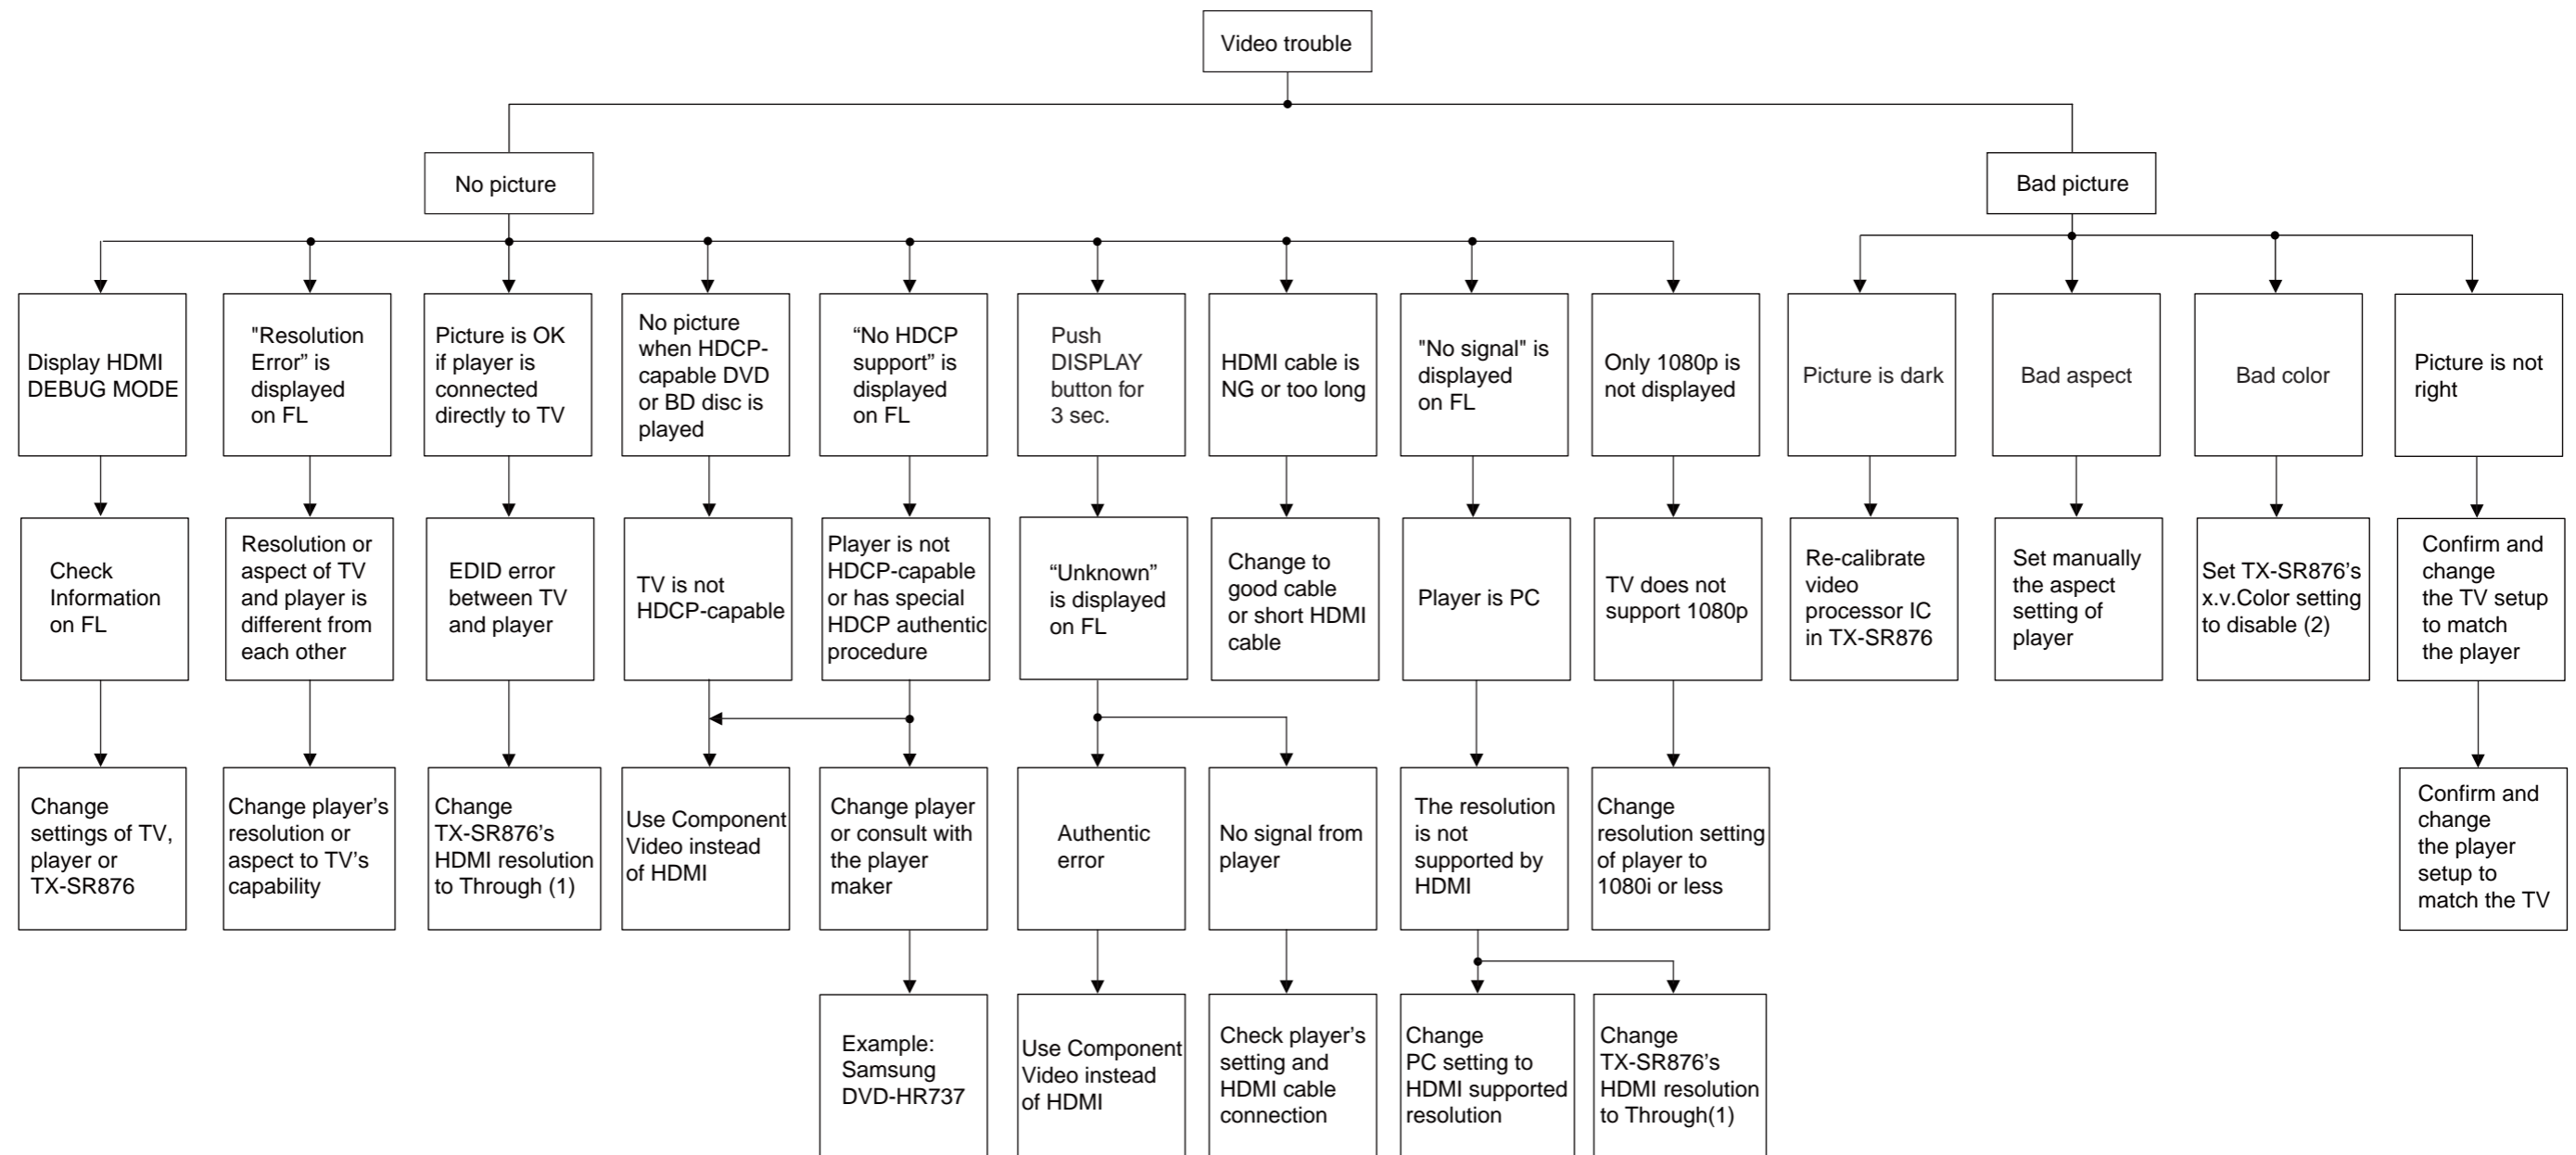 Video trouble
No picture
Bad picture
Display HDMI
DEBUG MODE
"Resolution
Error” is
displayed
on FL
Picture is OK
if player is
connected
directly to TV
No picture
when HDCP-
capable DVD
or BD disc is
played
“No HDCP
support” is
displayed
on FL
Push
DISPLAY
button for
3 sec.
HDMI cable is
NG or too long
"No signal" is
displayed
on FL
Only 1080p is
not displayed
Picture is dark
Bad aspect
Bad color
Picture is not
right
Check
Information
on FL
Resolution or
aspect of TV
and player is
different from
each other
EDID error
between TV
and player
TV is not
HDCP-capable
Player is not
HDCP-capable
or has special
HDCP authentic
procedure
“Unknown”
is displayed
on FL
Change to
good cable
or short HDMI
cable
Player is PC
TV does not
support 1080p
Re-calibrate
video
processor IC
in TX-SR876
Set manually
the aspect
setting of
player
Set TX-SR876’s
x.v.Color setting
to disable (2)
Confirm and
change
the TV setup
to match
the player
Change
settings of TV,
player or
TX-SR876
Change player’s
resolution or
aspect to TV’s
capability
Change
TX-SR876’s
HDMI resolution
to Through (1)
Use Component
Video instead
of HDMI
Change player
or consult with
the player
maker
Authentic
error
No signal from
player
The resolution
is not
supported by
HDMI
Change
resolution setting
of player to
1080i or less
Confirm and
change
the player
setup to
match the TV
Example:
Samsung
DVD-HR737
Use Component
Video instead
of HDMI
Check player’s
setting and
HDMI cable
connection
Change
PC setting to
HDMI supported
resolution
Change
TX-SR876’s
HDMI resolution
to Through(1)